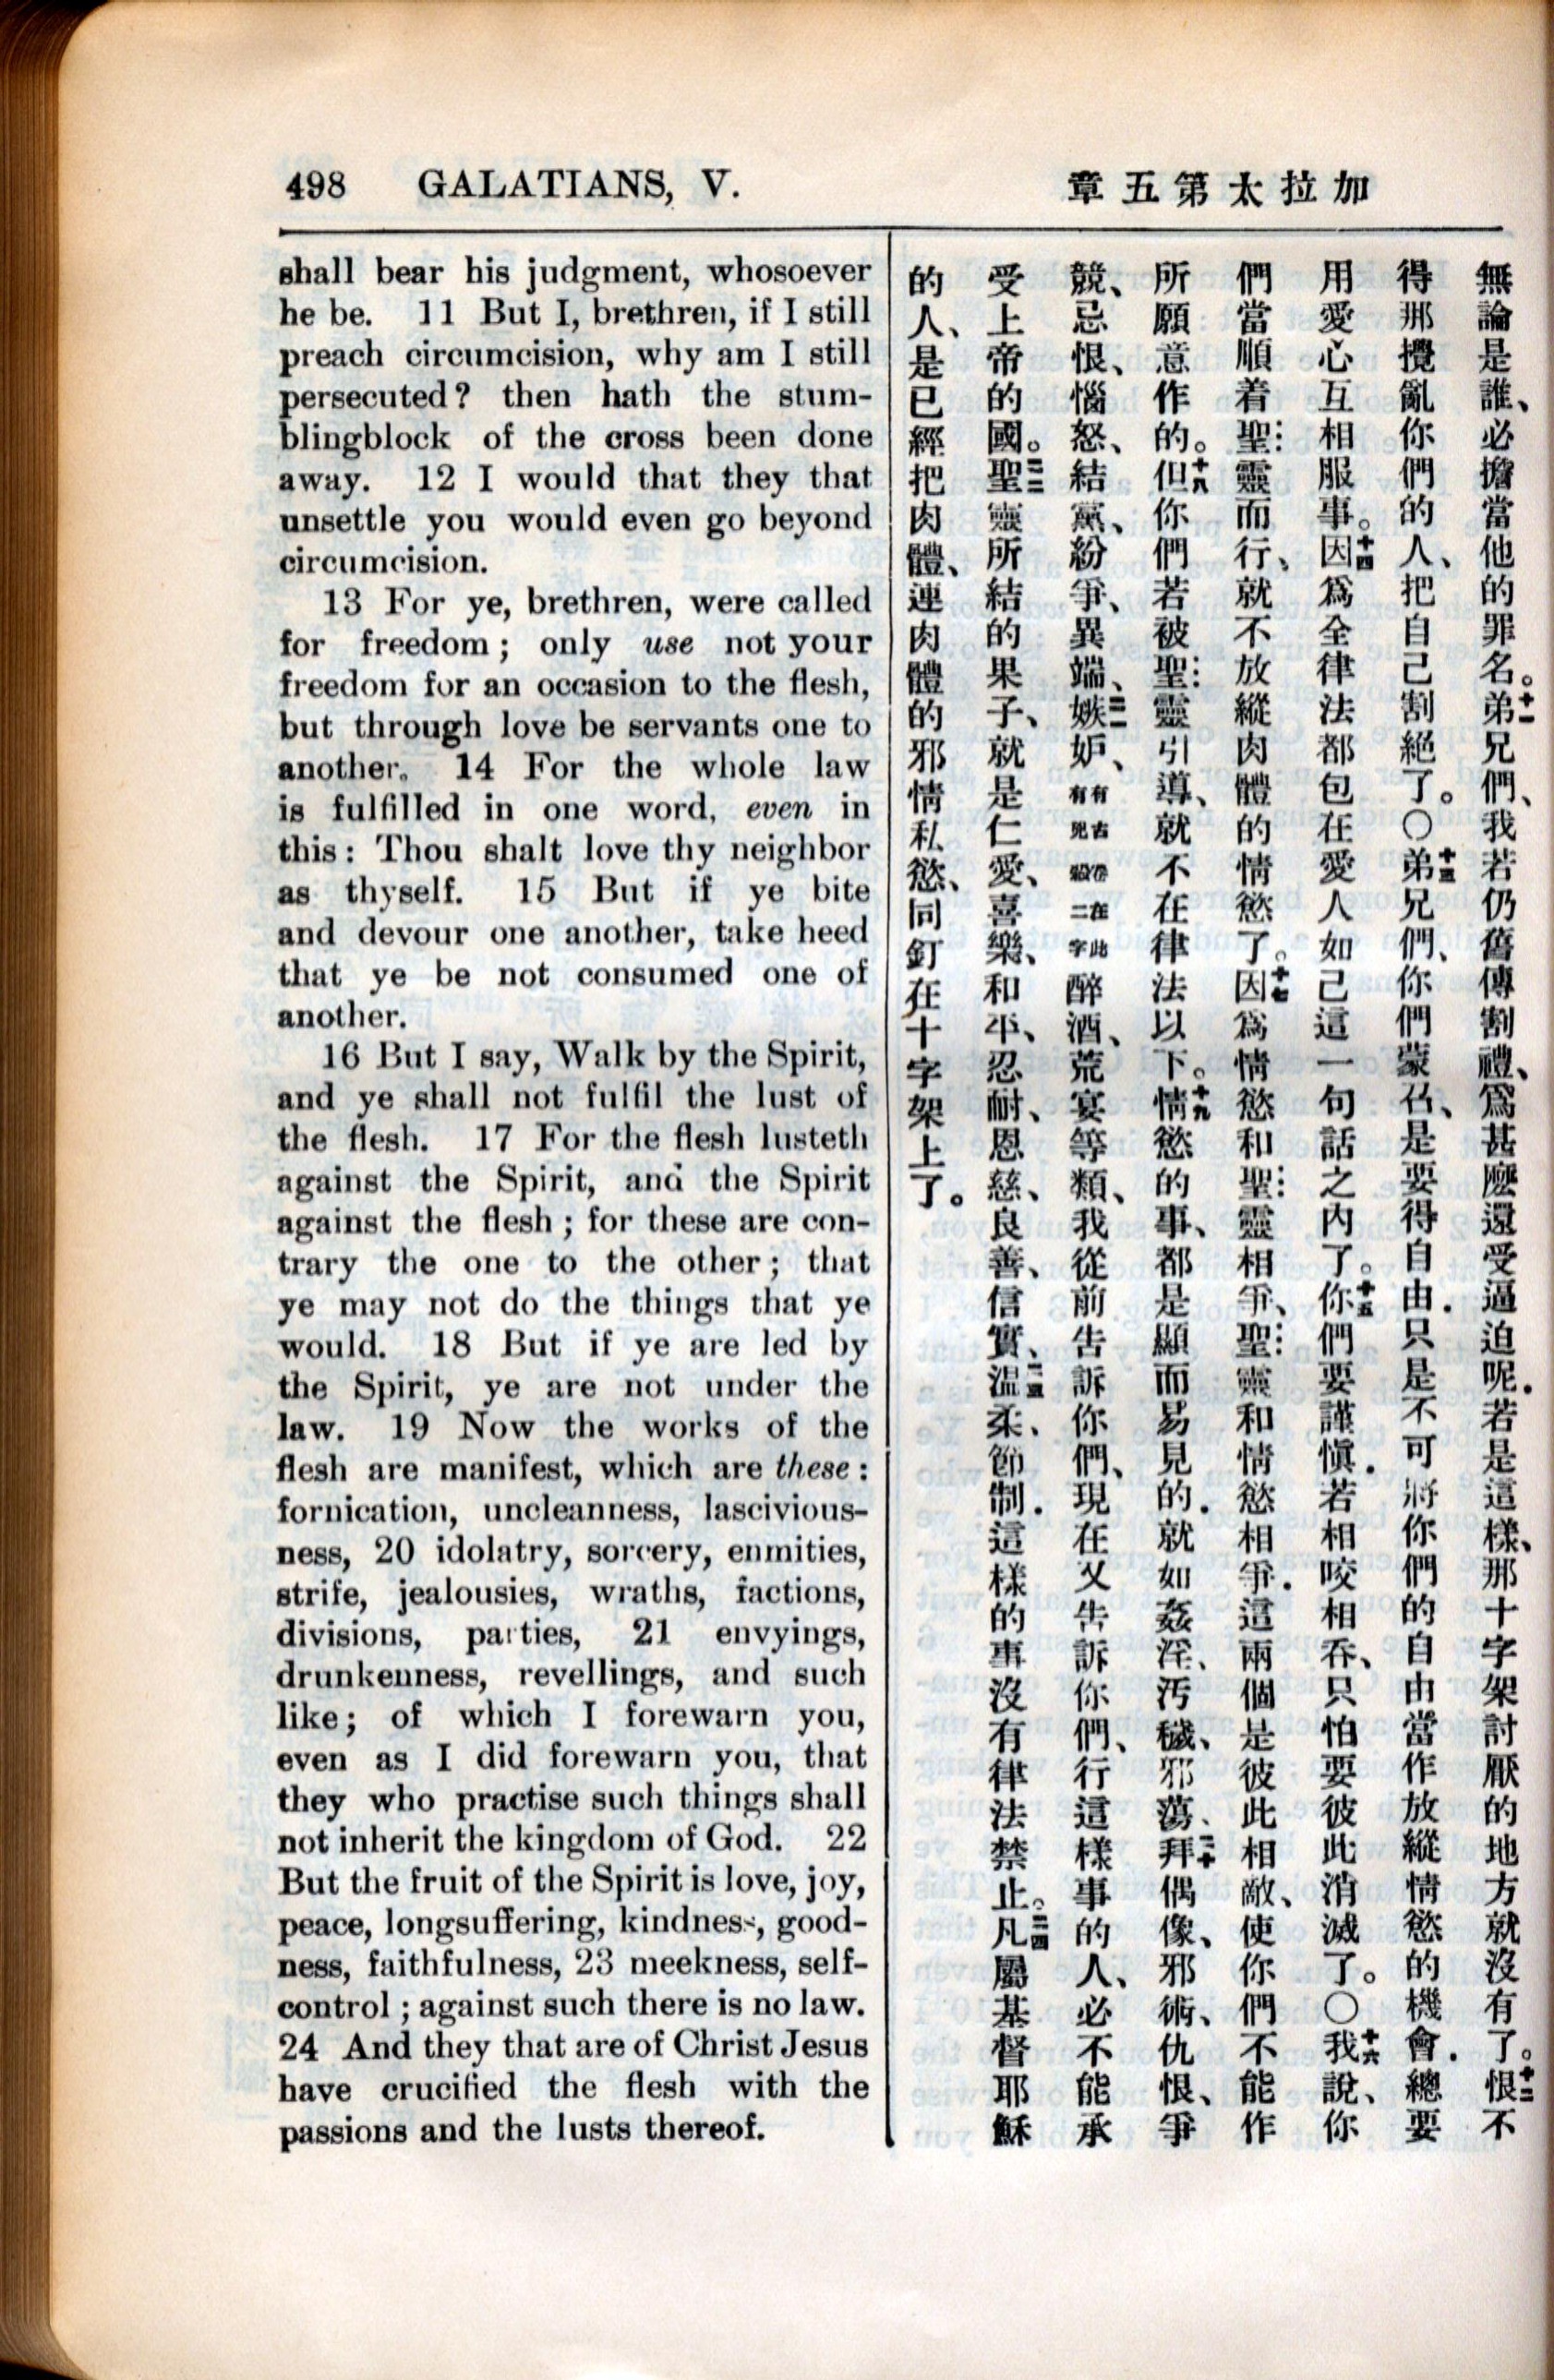 498 GALATIANS, V.
加拉太第五章
shall bear his judgment, whosoever
he be. 11 But I, brethren, if I still
preach circumcision, why am I still
persecuted? then hath the stum-
blingblock of the cross been done
away. 12 I would that they that
unsettle you would even go beyond
circumcision.
13 For ye, brethren, were called
for freedom; only use not your
freedom for an occasion to the flesh,
but through love be servants one to
another. 14 For the whole law
is fulfilled in one word, even in
this: Thou shalt love thy neighbor
as thyself. 15 But if ye bite
and devour one another, take heed
that ye be not consumed one of
another.
16 But I say, Walk by the Spirit,
and ye shall not fulfil the lust of
the flesh. 17 For the flesh lusteth
against the Spirit, and the Spirit
against the flesh; for these are con-
trary the one to the other; that
ye may not do the things that ye
would. 18 But if ye are led by
the Spirit, ye are not under the
law. 19 Now the works of the
flesh are manifest, which are these:
fornication, uncleanness, lascivious-
ness, 20 idolatry, sorcery, enmities,
strife, jealousies, wraths, factions,
divisions, parties, 21 envyings,
drunkenness, revellings, and such
like; of which I forewarn you,
even as I did forewarn you, that
they who practise such things shall
not inherit the kingdom of God. 22
But the fruit of the Spirit is love, joy,
peace, longsuffering, kindness, good-
ness, faithfulness, 23 meekness, self-
control; against such there is no law.
24 And they that are of Christ Jesus
have crucified the flesh with the
passions and the lusts thereof.
無論是誰、必擔當他的罪名。十一弟兄們、我若仍舊傳割禮、爲甚麼還受逼迫呢．若是這樣、那十字架討厭的地方就沒有了。十二恨不
得那攪亂你們的人、把自己割絕了。〇十三弟兄們、你們蒙召、是要得自由．只是不可將你們的自由當作放縱情慾的機會．總要
用愛心互相服事。十四因爲全律法都包在愛人如己這一句話之內了。十五你們要謹愼．若相咬相吞、只怕要彼此消滅了。〇十六我說、你
們當順着聖靈而行、就不放縱肉體的情慾了。十七因爲情慾和聖靈相爭、聖靈和情慾相爭．這兩個是彼此相敵、使你們不能作
所願意作的。十八但你們若被聖靈引導、就不在律法以下。十九情慾的事、都是顯而易見的．就如姦淫、汚穢、邪蕩、二十拜偶像、邪術、仇恨、爭
競、忌恨、惱怒、結黨、紛爭、異端、二一嫉妒、有古卷在此有兇殺二字醉酒、荒宴等類、我從前告訴你們、現在又告訴你們、行這樣事的人、必不能承
受上帝的國。二二聖靈所結的果子、就是仁愛、喜樂、和平、忍耐、恩慈、良善、信實、二三溫柔、節制．這樣的事沒有律法禁止。二四凡屬基督耶穌
的人、是已經把肉體、連肉體的邪情私慾、同釘在十字架上了。